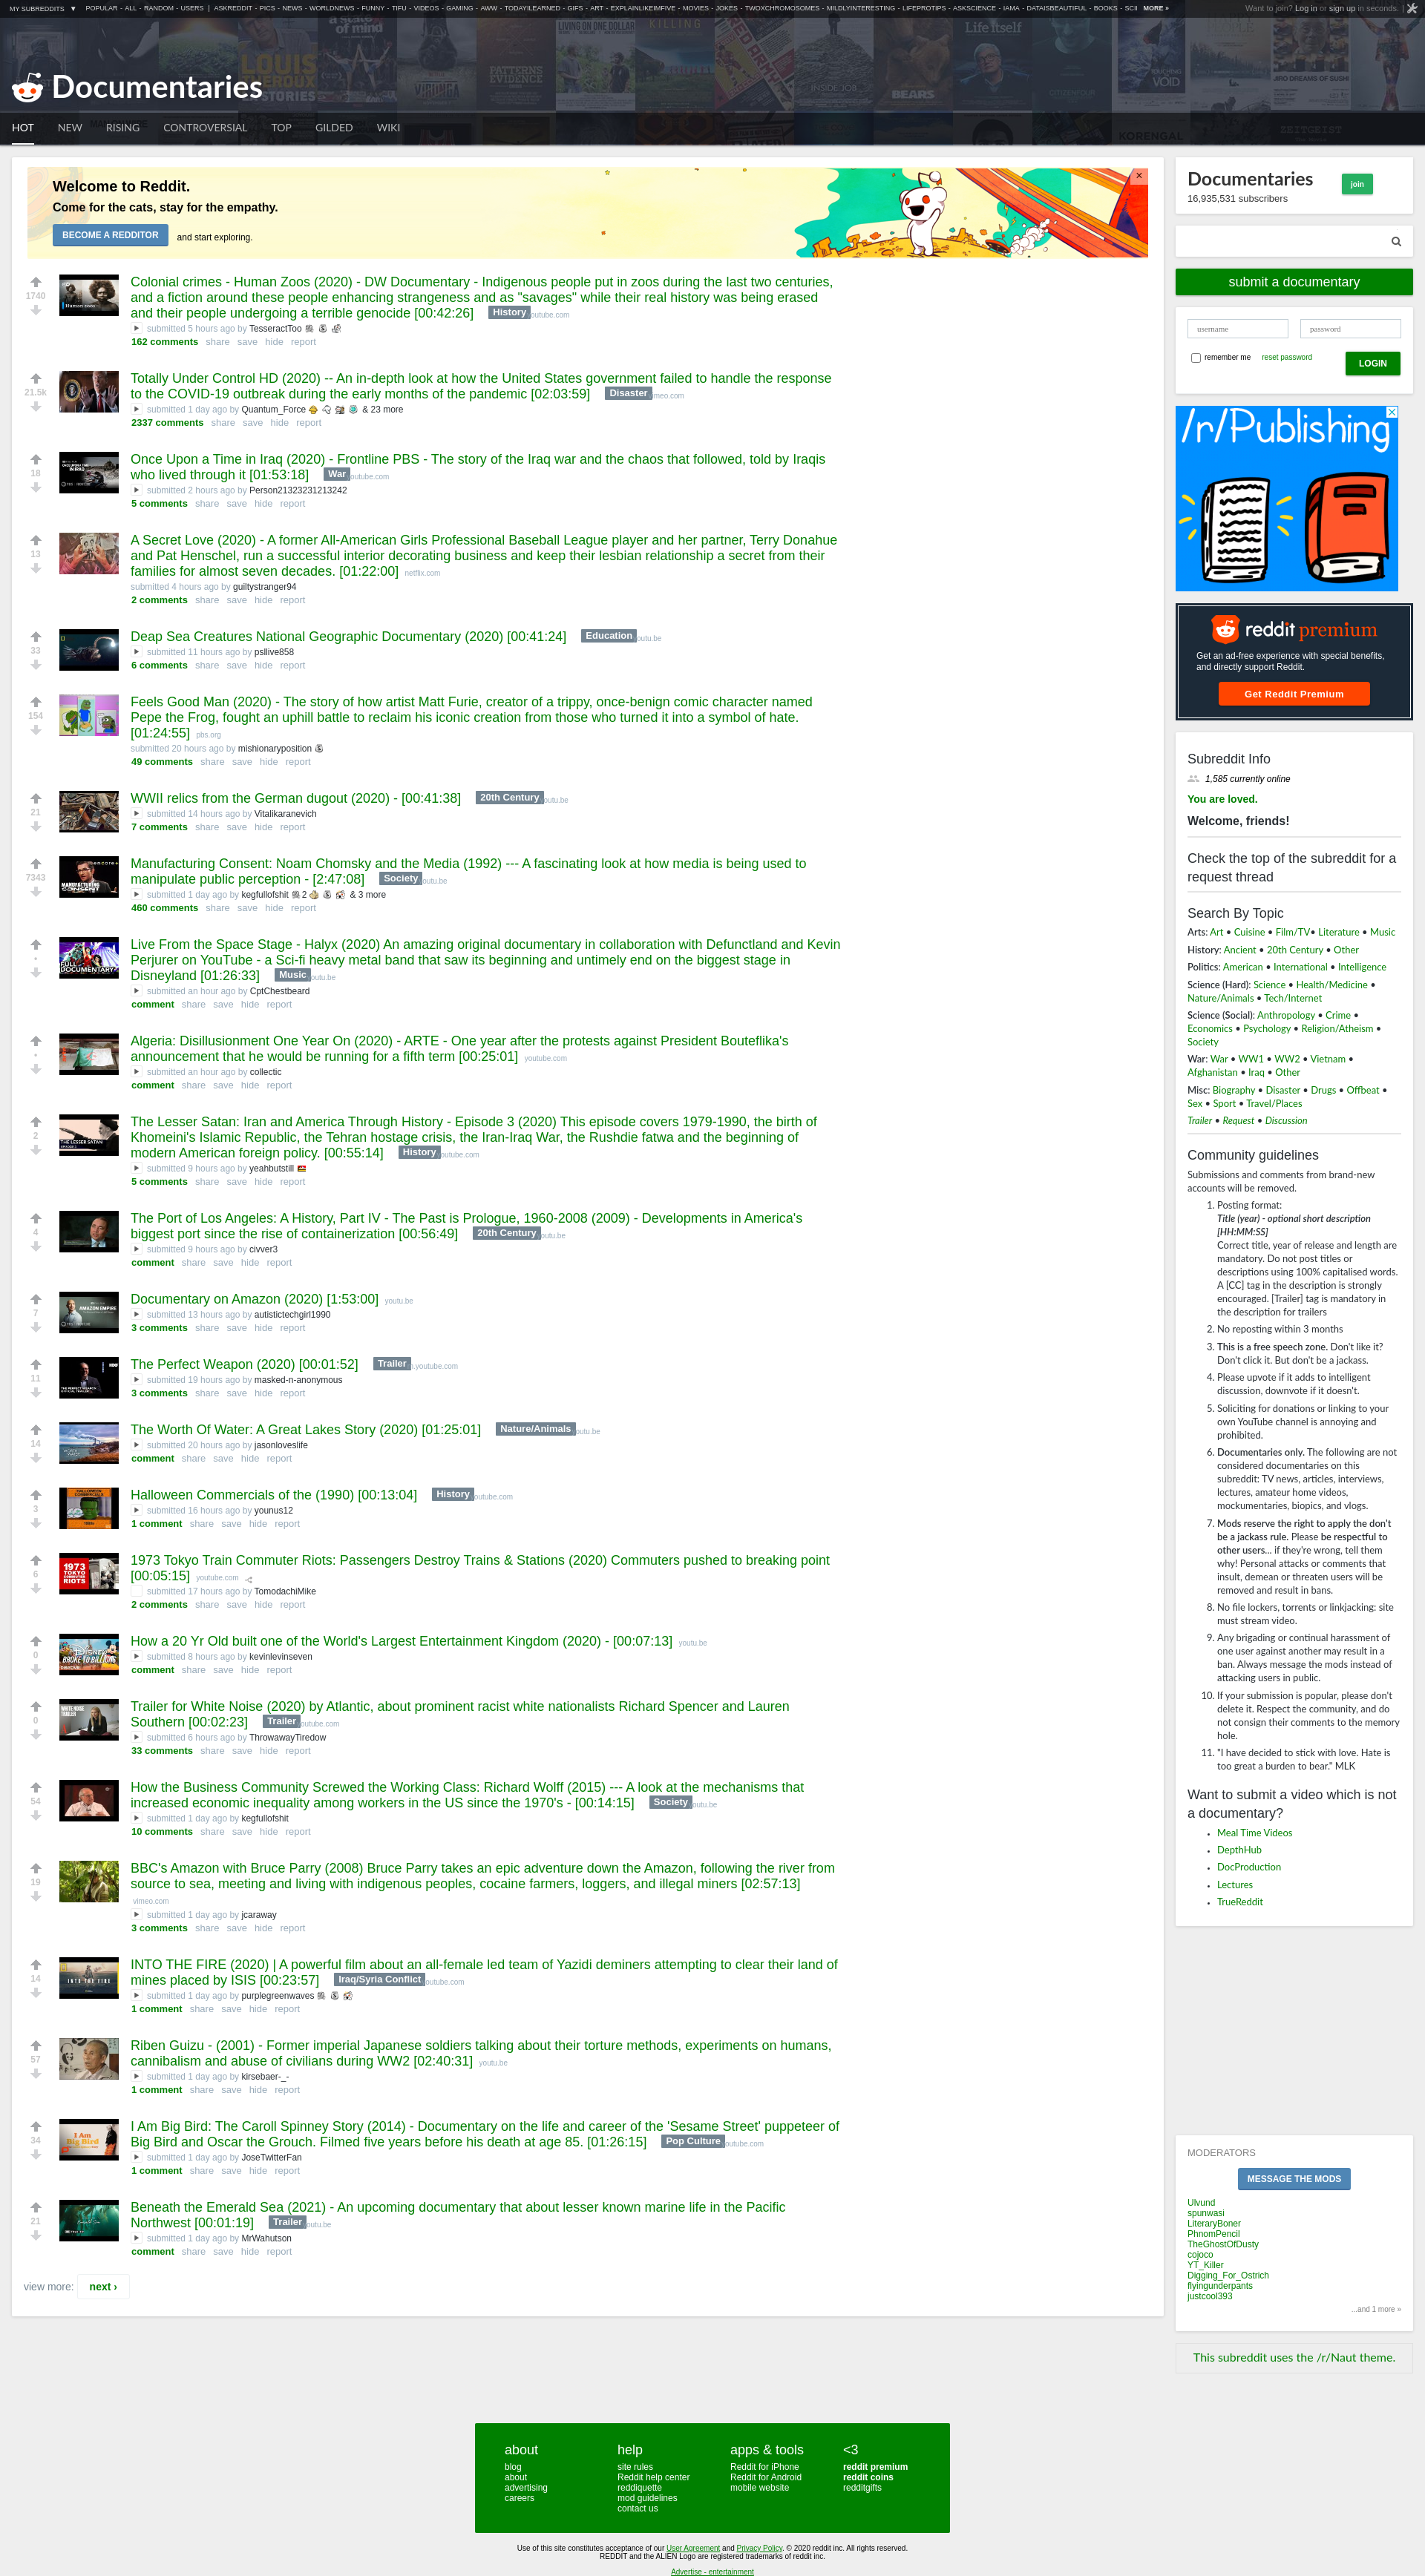 MY SUBREDDITS ▼ POPULAR - ALL - RANDOM - USERS | ASKREDDIT - PICS - NEWS - WORLDNEWS - FUNNY - TIFU - VIDEOS - GAMING - AWW - TODAYILEARNED - GIFS - ART - EXPLAINLIKEIMFIVE - MOVIES - JOKES - TWOXCHROMOSOMES - MILDLYINTERESTING - LIFEPROTIPS - ASKSCIENCE - IAMA - DATAISBEAUTIFUL - BOOKS - SCI MORE »
Want to join? Log in or sign up in seconds. |
Documentaries
HOT NEW RISING CONTROVERSIAL TOP GILDED WIKI
Welcome to Reddit.
Come for the cats, stay for the empathy.
BECOME A REDDITOR and start exploring.
1740
Colonial crimes - Human Zoos (2020) - DW Documentary - Indigenous people put in zoos during the last two centuries,
and a fiction around these people enhancing strangeness and as "savages" while their real history was being erased
and their people undergoing a terrible genocide [00:42:26] History outube.com
submitted 5 hours ago by TesseractToo
162 comments share save hide report
21.5k
Totally Under Control HD (2020) -- An in-depth look at how the United States government failed to handle the response
to the COVID-19 outbreak during the early months of the pandemic [02:03:59] Disaster meo.com
submitted 1 day ago by Quantum_Force & 23 more
2337 comments share save hide report
18
Once Upon a Time in Iraq (2020) - Frontline PBS - The story of the Iraq war and the chaos that followed, told by Iraqis
who lived through it [01:53:18] War outube.com
submitted 2 hours ago by Person21323231213242
5 comments share save hide report
13
A Secret Love (2020) - A former All-American Girls Professional Baseball League player and her partner, Terry Donahue
and Pat Henschel, run a successful interior decorating business and keep their lesbian relationship a secret from their
families for almost seven decades. [01:22:00] netflix.com
submitted 4 hours ago by guiltystranger94
2 comments share save hide report
33
Deap Sea Creatures National Geographic Documentary (2020) [00:41:24] Education outu.be
submitted 11 hours ago by psllive858
6 comments share save hide report
154
Feels Good Man (2020) - The story of how artist Matt Furie, creator of a trippy, once-benign comic character named
Pepe the Frog, fought an uphill battle to reclaim his iconic creation from those who turned it into a symbol of hate.
[01:24:55] pbs.org
submitted 20 hours ago by mishionaryposition
49 comments share save hide report
21
WWII relics from the German dugout (2020) - [00:41:38] 20th Century outu.be
submitted 14 hours ago by Vitalikaranevich
7 comments share save hide report
7343
Manufacturing Consent: Noam Chomsky and the Media (1992) --- A fascinating look at how media is being used to
manipulate public perception - [2:47:08] Society outu.be
submitted 1 day ago by kegfullofshit 2 & 3 more
460 comments share save hide report
•
Live From the Space Stage - Halyx (2020) An amazing original documentary in collaboration with Defunctland and Kevin
Perjurer on YouTube - a Sci-fi heavy metal band that saw its beginning and untimely end on the biggest stage in
Disneyland [01:26:33] Music outu.be
submitted an hour ago by CptChestbeard
comment share save hide report
•
Algeria: Disillusionment One Year On (2020) - ARTE - One year after the protests against President Bouteflika's
announcement that he would be running for a fifth term [00:25:01] youtube.com
submitted an hour ago by collectic
comment share save hide report
2
The Lesser Satan: Iran and America Through History - Episode 3 (2020) This episode covers 1979-1990, the birth of
Khomeini's Islamic Republic, the Tehran hostage crisis, the Iran-Iraq War, the Rushdie fatwa and the beginning of
modern American foreign policy. [00:55:14] History outube.com
submitted 9 hours ago by yeahbutstill
5 comments share save hide report
4
The Port of Los Angeles: A History, Part IV - The Past is Prologue, 1960-2008 (2009) - Developments in America's
biggest port since the rise of containerization [00:56:49] 20th Century outu.be
submitted 9 hours ago by civver3
comment share save hide report
7
Documentary on Amazon (2020) [1:53:00] youtu.be
submitted 13 hours ago by autistictechgirl1990
3 comments share save hide report
11
The Perfect Weapon (2020) [00:01:52] Trailer .youtube.com
submitted 19 hours ago by masked-n-anonymous
3 comments share save hide report
14
The Worth Of Water: A Great Lakes Story (2020) [01:25:01] Nature/Animals outu.be
submitted 20 hours ago by jasonloveslife
comment share save hide report
3
Halloween Commercials of the (1990) [00:13:04] History outube.com
submitted 16 hours ago by younus12
1 comment share save hide report
6
1973 Tokyo Train Commuter Riots: Passengers Destroy Trains & Stations (2020) Commuters pushed to breaking point
[00:05:15] youtube.com
submitted 17 hours ago by TomodachiMike
2 comments share save hide report
0
How a 20 Yr Old built one of the World's Largest Entertainment Kingdom (2020) - [00:07:13] youtu.be
submitted 8 hours ago by kevinlevinseven
comment share save hide report
0
Trailer for White Noise (2020) by Atlantic, about prominent racist white nationalists Richard Spencer and Lauren
Southern [00:02:23] Trailer outube.com
submitted 6 hours ago by ThrowawayTiredow
33 comments share save hide report
54
How the Business Community Screwed the Working Class: Richard Wolff (2015) --- A look at the mechanisms that
increased economic inequality among workers in the US since the 1970's - [00:14:15] Society outu.be
submitted 1 day ago by kegfullofshit
10 comments share save hide report
19
BBC's Amazon with Bruce Parry (2008) Bruce Parry takes an epic adventure down the Amazon, following the river from
source to sea, meeting and living with indigenous peoples, cocaine farmers, loggers, and illegal miners [02:57:13]
vimeo.com
submitted 1 day ago by jcaraway
3 comments share save hide report
14
INTO THE FIRE (2020) | A powerful film about an all-female led team of Yazidi deminers attempting to clear their land of
mines placed by ISIS [00:23:57] Iraq/Syria Conflict outube.com
submitted 1 day ago by purplegreenwaves
1 comment share save hide report
57
Riben Guizu - (2001) - Former imperial Japanese soldiers talking about their torture methods, experiments on humans,
cannibalism and abuse of civilians during WW2 [02:40:31] youtu.be
submitted 1 day ago by kirsebaer-_-
1 comment share save hide report
34
I Am Big Bird: The Caroll Spinney Story (2014) - Documentary on the life and career of the 'Sesame Street' puppeteer of
Big Bird and Oscar the Grouch. Filmed five years before his death at age 85. [01:26:15] Pop Culture outube.com
submitted 1 day ago by JoseTwitterFan
1 comment share save hide report
21
Beneath the Emerald Sea (2021) - An upcoming documentary that about lesser known marine life in the Pacific
Northwest [00:01:19] Trailer outu.be
submitted 1 day ago by MrWahutson
comment share save hide report
view more: next ›
Documentaries join
16,935,531 subscribers
submit a documentary
username password
remember me reset password LOGIN
/r/Publishing
reddit premium
Get an ad-free experience with special benefits,
and directly support Reddit.
Get Reddit Premium
Subreddit Info
1,585 currently online
You are loved.
Welcome, friends!
Check the top of the subreddit for a
request thread
Search By Topic
Arts: Art • Cuisine • Film/TV• Literature • Music
History: Ancient • 20th Century • Other
Politics: American • International • Intelligence
Science (Hard): Science • Health/Medicine •
Nature/Animals • Tech/Internet
Science (Social): Anthropology • Crime •
Economics • Psychology • Religion/Atheism •
Society
War: War • WW1 • WW2 • Vietnam •
Afghanistan • Iraq • Other
Misc: Biography • Disaster • Drugs • Offbeat •
Sex • Sport • Travel/Places
Trailer • Request • Discussion
Community guidelines
Submissions and comments from brand-new
accounts will be removed.
1. Posting format:
Title (year) - optional short description
[HH:MM:SS]
Correct title, year of release and length are
mandatory. Do not post titles or
descriptions using 100% capitalised words.
A [CC] tag in the description is strongly
encouraged. [Trailer] tag is mandatory in
the description for trailers
2. No reposting within 3 months
3. This is a free speech zone. Don't like it?
Don't click it. But don't be a jackass.
4. Please upvote if it adds to intelligent
discussion, downvote if it doesn't.
5. Soliciting for donations or linking to your
own YouTube channel is annoying and
prohibited.
6. Documentaries only. The following are not
considered documentaries on this
subreddit: TV news, articles, interviews,
lectures, amateur home videos,
mockumentaries, biopics, and vlogs.
7. Mods reserve the right to apply the don't
be a jackass rule. Please be respectful to
other users... if they're wrong, tell them
why! Personal attacks or comments that
insult, demean or threaten users will be
removed and result in bans.
8. No file lockers, torrents or linkjacking: site
must stream video.
9. Any brigading or continual harassment of
one user against another may result in a
ban. Always message the mods instead of
attacking users in public.
10. If your submission is popular, please don't
delete it. Respect the community, and do
not consign their comments to the memory
hole.
11. "I have decided to stick with love. Hate is
too great a burden to bear." MLK
Want to submit a video which is not
a documentary?
• Meal Time Videos
• DepthHub
• DocProduction
• Lectures
• TrueReddit
MODERATORS
MESSAGE THE MODS
Ulvund
spunwasi
LiteraryBoner
PhnomPencil
TheGhostOfDusty
cojoco
YT_Killer
Digging_For_Ostrich
flyingunderpants
justcool393
...and 1 more »
This subreddit uses the /r/Naut theme.
about
blog
about
advertising
careers
help
site rules
Reddit help center
reddiquette
mod guidelines
contact us
apps & tools
Reddit for iPhone
Reddit for Android
mobile website
<3
reddit premium
reddit coins
redditgifts
Use of this site constitutes acceptance of our User Agreement and Privacy Policy. © 2020 reddit inc. All rights reserved.
REDDIT and the ALIEN Logo are registered trademarks of reddit inc.
Advertise - entertainment